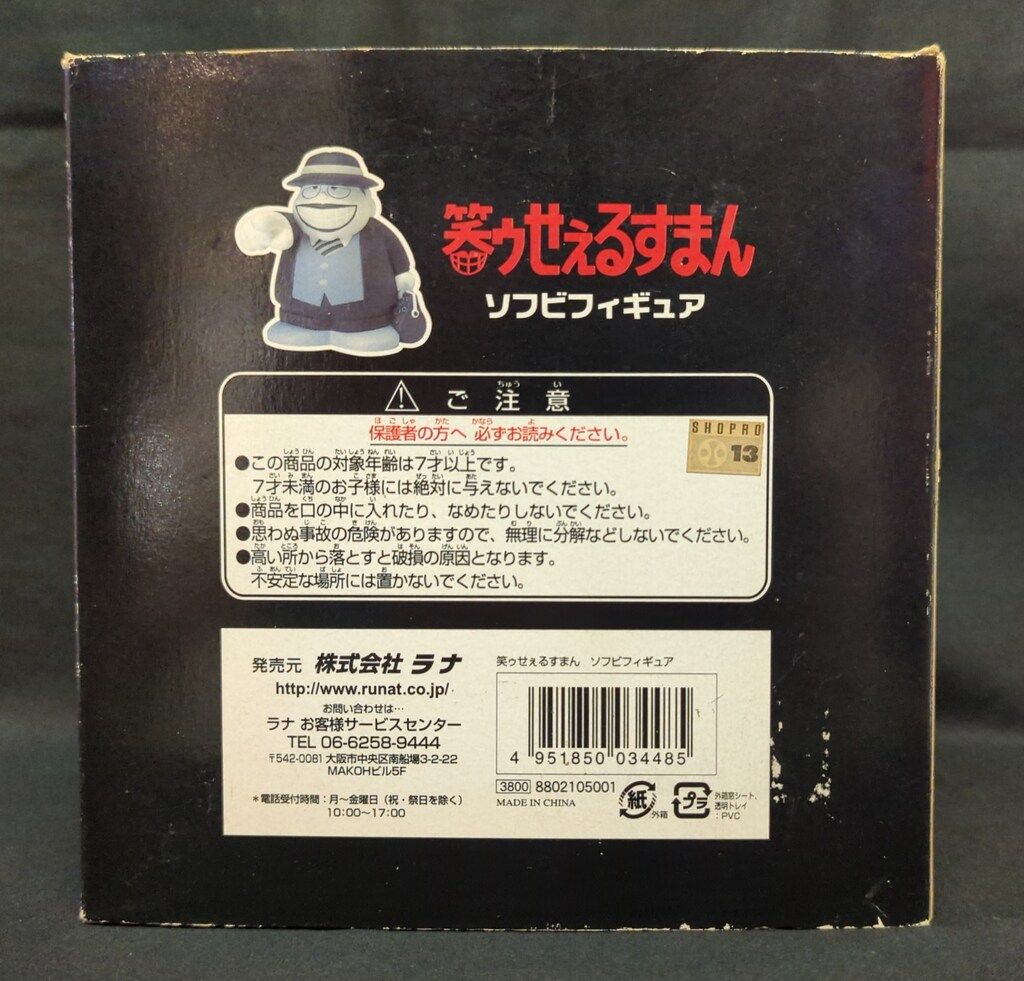 笑ゥせぇるすまん
ソフビフィギュア
⚠ ご注意
保護者の方へ 必ずお読みください。
SHOPRO
13
●この商品の対象年齢は7才以上です。
7才未満のお子様には絶対に与えないでください。
●商品を口の中に入れたり、なめたりしないでください。
●思わぬ事故の危険がありますので、無理に分解などしないでください。
●高い所から落とすと破損の原因となります。
不安定な場所には置かないでください。
発売元 株式会社 ラナ
http://www.runat.co.jp/
お問い合わせは…
ラナ お客様サービスセンター
TEL 06-6258-9444
〒542-0081 大阪市中央区南船場3-2-22
MAKOHビル5F
*電話受付時間:月~金曜日(祝・祭日を除く)
10:00~17:00
笑ゥせぇるすまん ソフビフィギュア
4 951850 034485
3800 8802105001
MADE IN CHINA
紙 外箱
プラ 外箱窓シート、
透明トレイ
:PVC